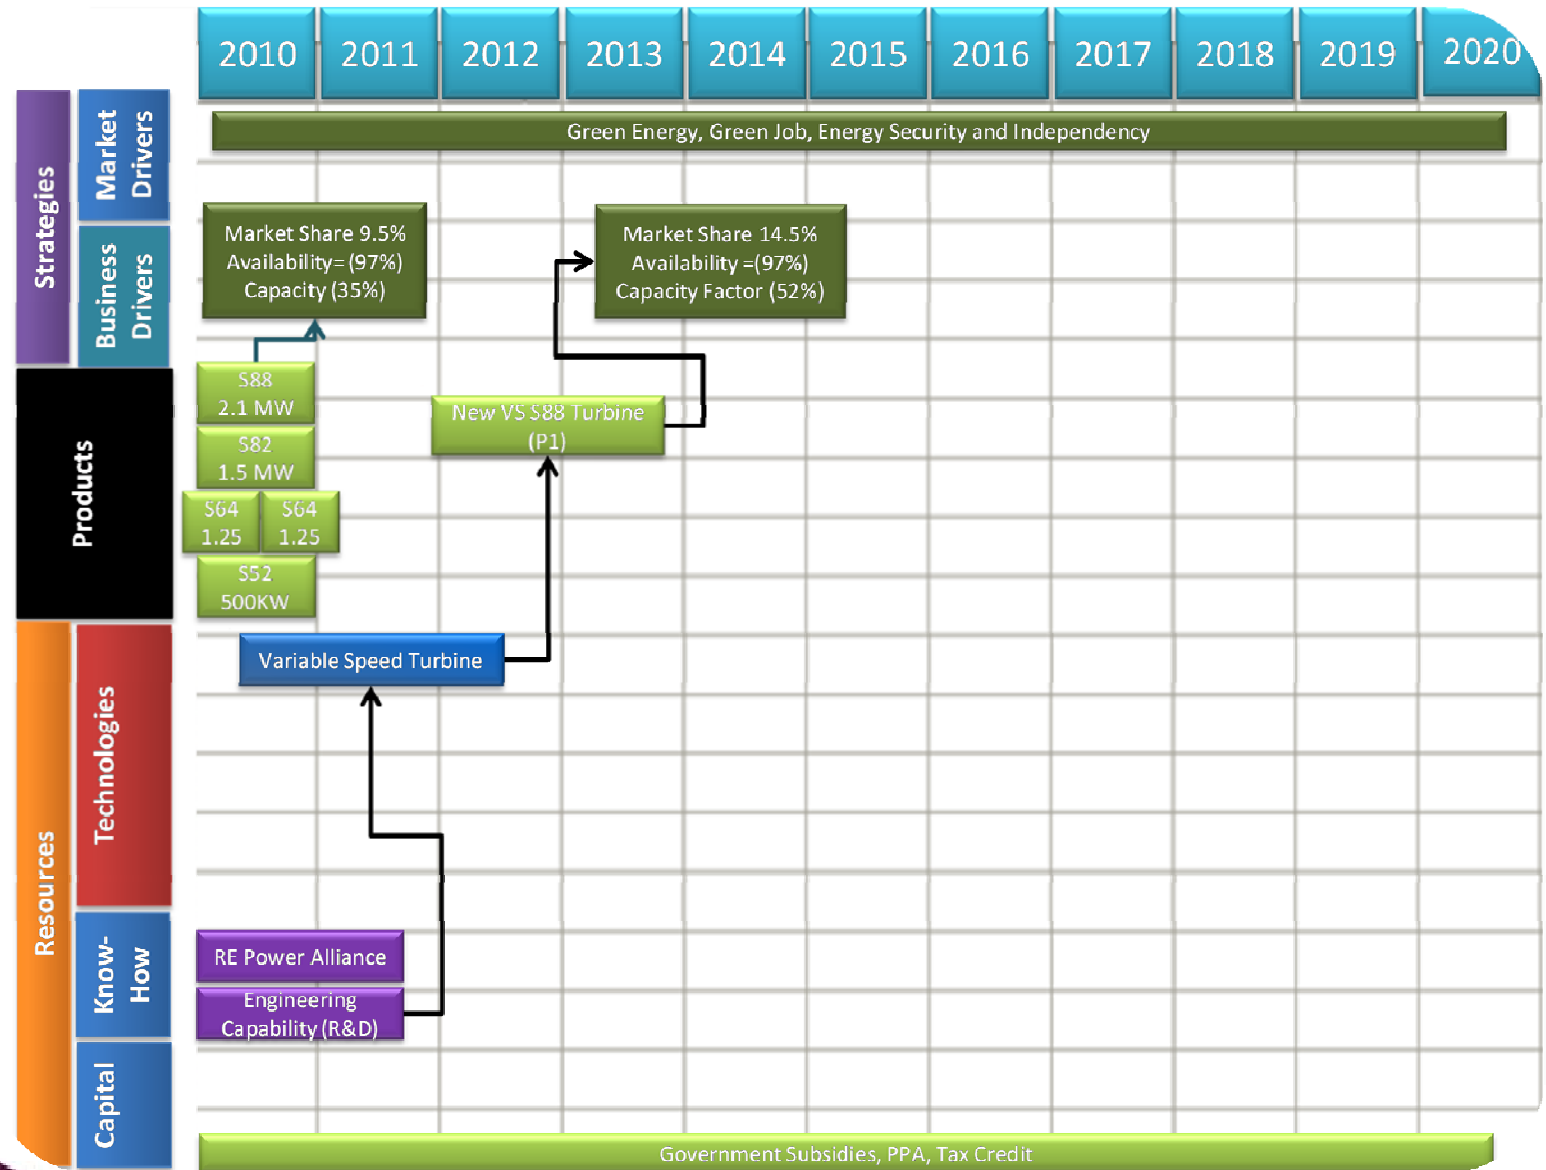 2010 2011 2012 2013 2014 2015 2016 2017 2018 2019 2020
Strategies
Market
Drivers
Green Energy, Green Job, Energy Security and Independency
Business
Drivers
Market Share 9.5%
Availability= (97%)
Capacity (35%)
Market Share 14.5%
Availability =(97%)
Capacity Factor (52%)
Products
S88
2.1 MW
S82
1.5 MW
S64
1.25
S64
1.25
S52
500KW
New VS S88 Turbine
(P1)
Resources
Technologies
Variable Speed Turbine
Know-
How
RE Power Alliance
Engineering
Capability (R&D)
Capital
Government Subsidies, PPA, Tax Credit